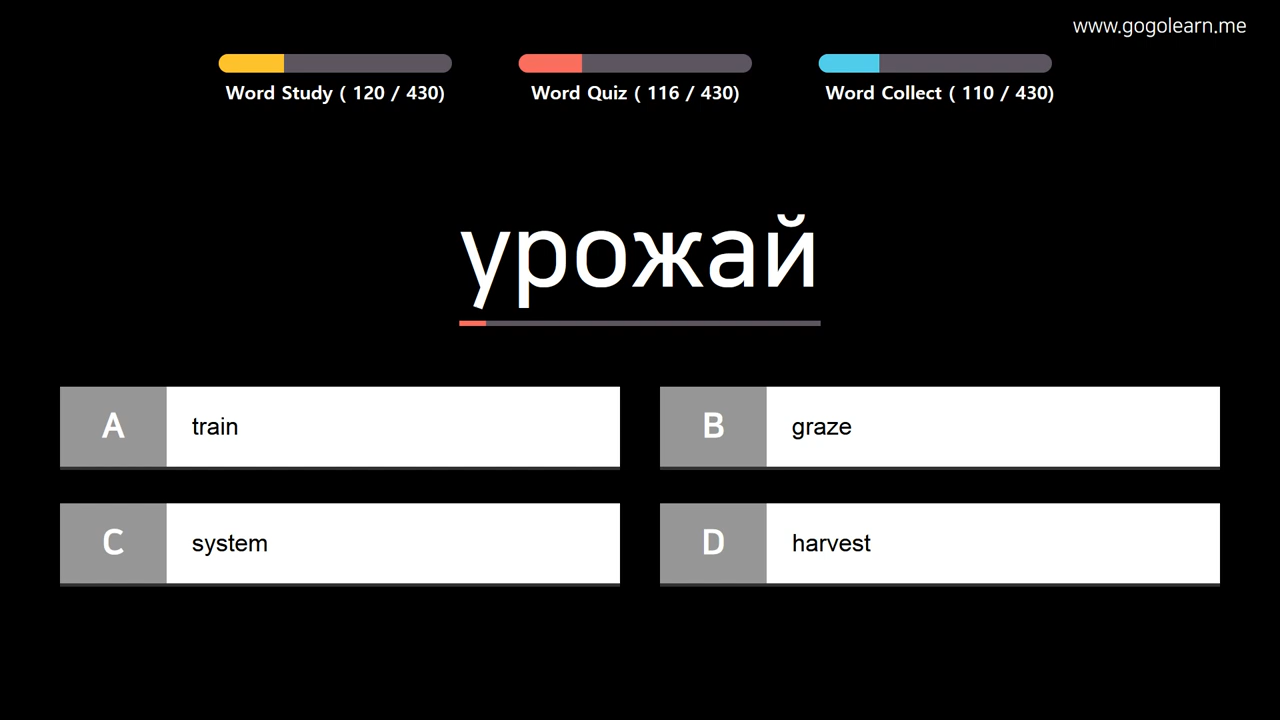 www.gogolearn.me
Word Study ( 120 / 430)
Word Quiz ( 116 / 430)
Word Collect ( 110 / 430)
урожай
A train
B graze
C system
D harvest